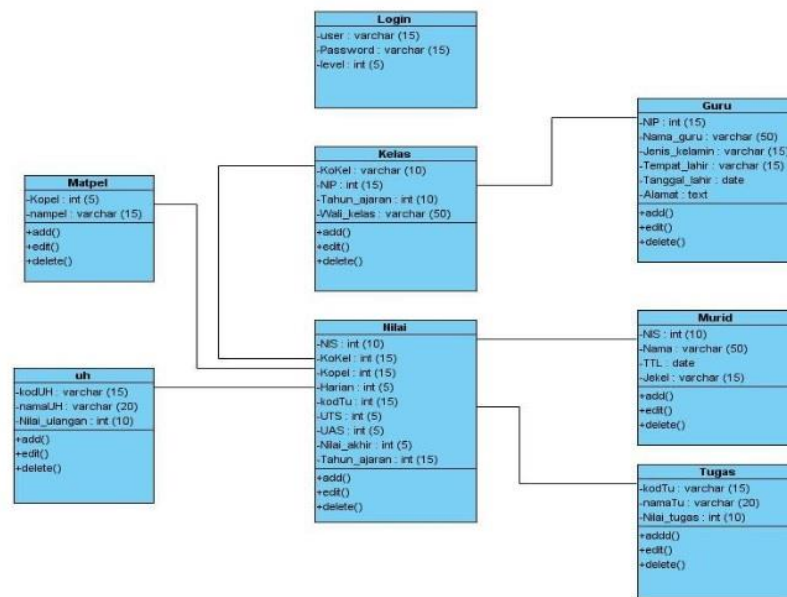 Login
-user : varchar (15)
-Password : varchar (15)
-level : int (5)
Guru
-NIP : int (15)
-Nama_guru : varchar (50)
-Jenis_kelamin : varchar (15)
-Tempat_lahir : varchar (15)
-Tanggal_lahir : date
-Alamat : text
+add()
+edit()
+delete()
Kelas
-KoKel : varchar (10)
-NIP : int (15)
-Tahun_ajaran : int (10)
-Wali_kelas : varchar (50)
+add()
+edit()
+delete()
Matpel
-Kopel : int (5)
-nampel : varchar (15)
+add()
+edit()
+delete()
Nilai
-NIS : int (10)
-KoKel : int (15)
-Kopel : int (15)
-Harian : int (5)
-kodTu : int (15)
-UTS : int (5)
-UAS : int (5)
-Nilai_akhir : int (5)
-Tahun_ajaran : int (15)
+add()
+edit()
+delete()
Murid
-NIS : int (10)
-Nama : varchar (50)
-TTL : date
-Jekel : varchar (15)
+add()
+edit()
+delete()
uh
-kodUH : varchar (15)
-namaUH : varchar (20)
-Nilai_ulangan : int (10)
+add()
+edit()
+delete()
Tugas
-kodTu : varchar (15)
-namaTu : varchar (20)
-Nilai_tugas : int (10)
+addd()
+edit()
+delete()